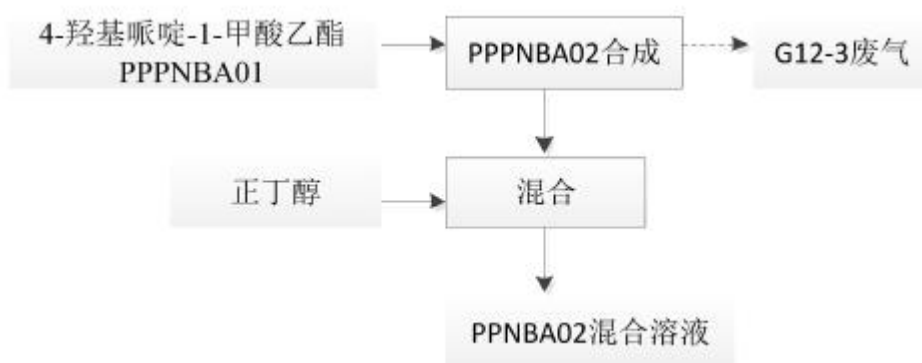 4-羟基哌啶-1-甲酸乙酯
PPPNBA01
PPPNBA02合成
G12-3废气
正丁醇
混合
PPNBA02混合溶液